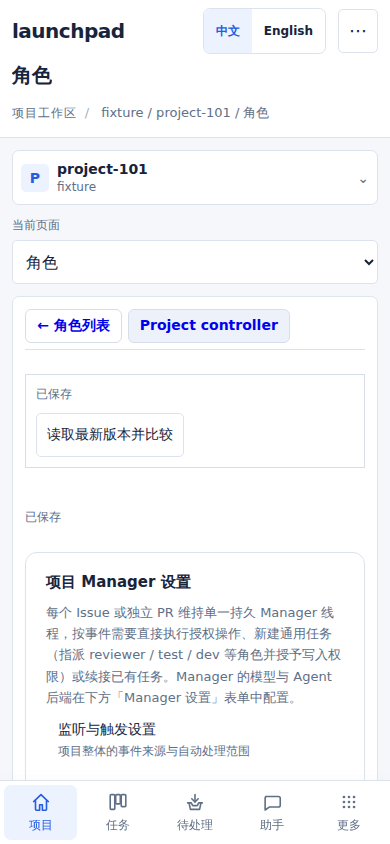 launchpad
中文 English ···
角色
项目工作区 / fixture / project-101 / 角色
P project-101
fixture
当前页面
角色
← 角色列表 Project controller
已保存
读取最新版本并比较
已保存
项目 Manager 设置
每个 Issue 或独立 PR 维持单一持久 Manager 线
程，按事件需要直接执行授权操作、新建通用任务
（指派 reviewer / test / dev 等角色并授予写入权
限）或续接已有任务。Manager 的模型与 Agent
后端在下方「Manager 设置」表单中配置。
监听与触发设置
项目整体的事件来源与自动处理范围
项目 任务 待处理 助手 更多